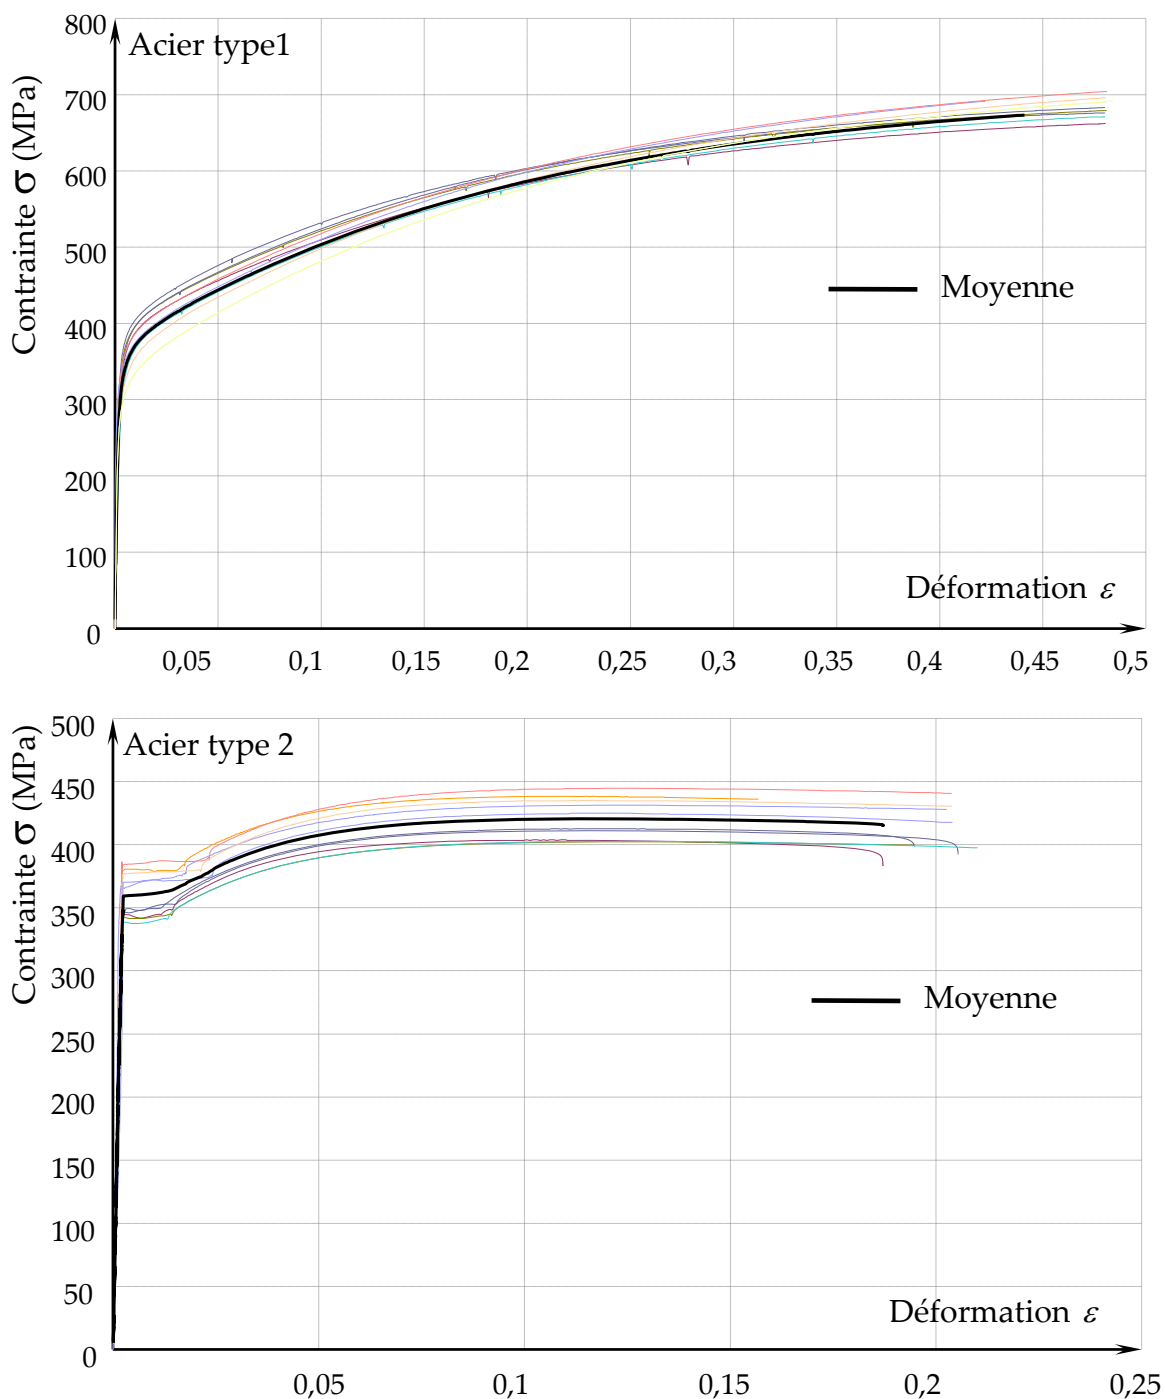 800
Acier type1
700
600
500
400
300
200
100
0
Contrainte σ (MPa)
Moyenne
Déformation ε
0,05 0,1 0,15 0,2 0,25 0,3 0,35 0,4 0,45 0,5
500
Acier type 2
450
400
350
300
250
200
150
100
50
0
Contrainte σ (MPa)
Moyenne
Déformation ε
0,05 0,1 0,15 0,2 0,25